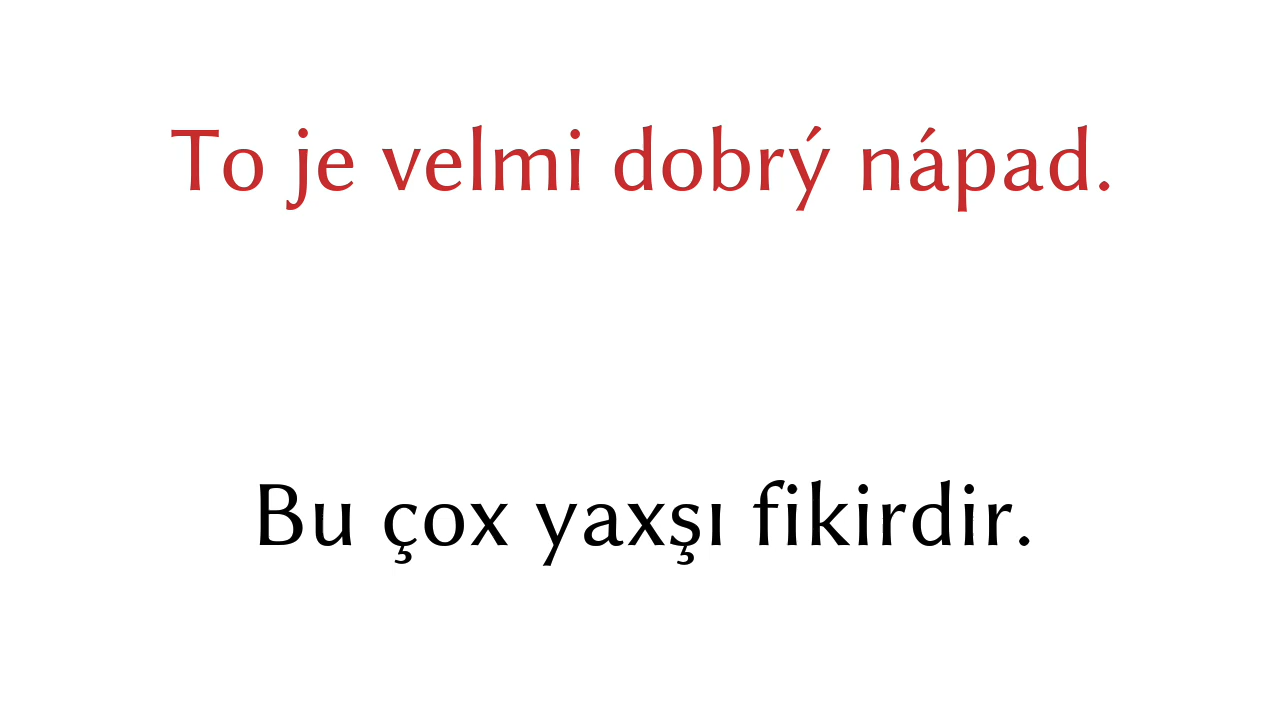 To je velmi dobrý nápad.
Bu çox yaxşı fikirdir.